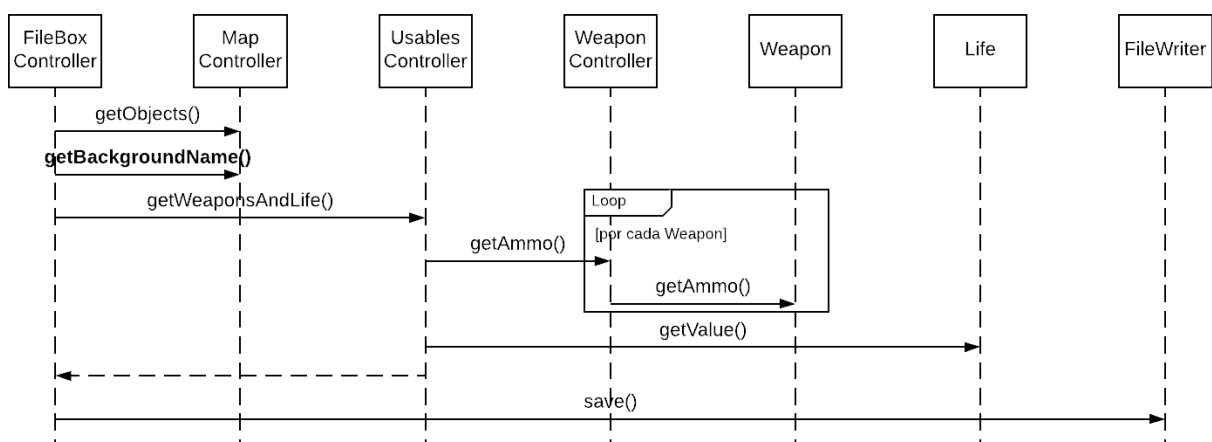 FileBox
Controller
Map
Controller
Usables
Controller
Weapon
Controller
Weapon
Life
FileWriter
getObjects()
getBackgroundName()
getWeaponsAndLife()
Loop
[por cada Weapon]
getAmmo()
getAmmo()
getValue()
save()